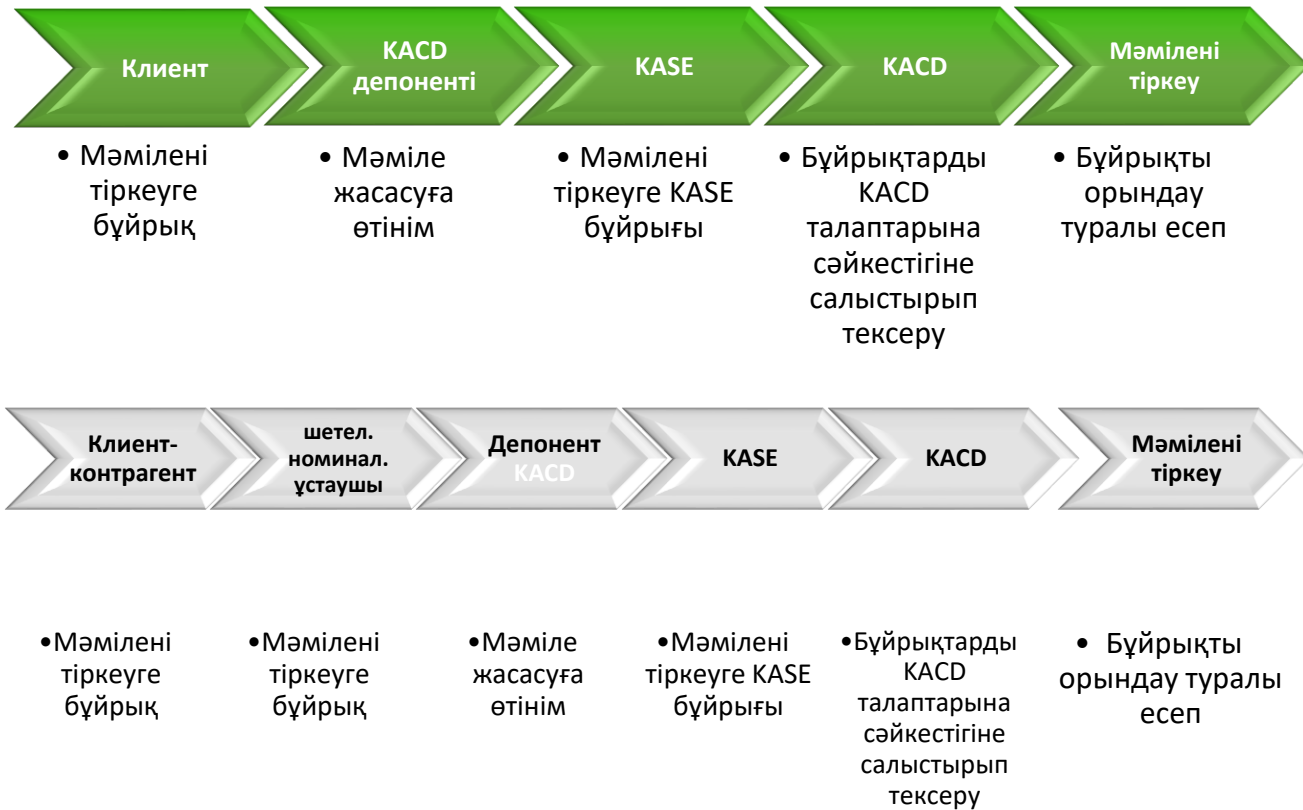 Клиент
KACD
депоненті
KASE
KACD
Мәмілені
тіркеу
• Мәмілені
тіркеуге
бұйрық
• Мәміле
жасасуға
өтінім
• Мәмілені
тіркеуге KASE
бұйрығы
• Бұйрықтарды
KACD
талаптарына
сәйкестігіне
салыстырып
тексеру
• Бұйрықты
орындау
туралы есеп
Клиент-
контрагент
шетел.
номинал.
ұстаушы
Депонент
KACD
KASE
KACD
Мәмілені
тіркеу
•Мәмілені
тіркеуге
бұйрық
•Мәмілені
тіркеуге
бұйрық
•Мәміле
жасасуға
өтінім
•Мәмілені
тіркеуге KASE
бұйрығы
•Бұйрықтарды
KACD
талаптарына
сәйкестігіне
салыстырып
тексеру
• Бұйрықты
орындау туралы
есеп